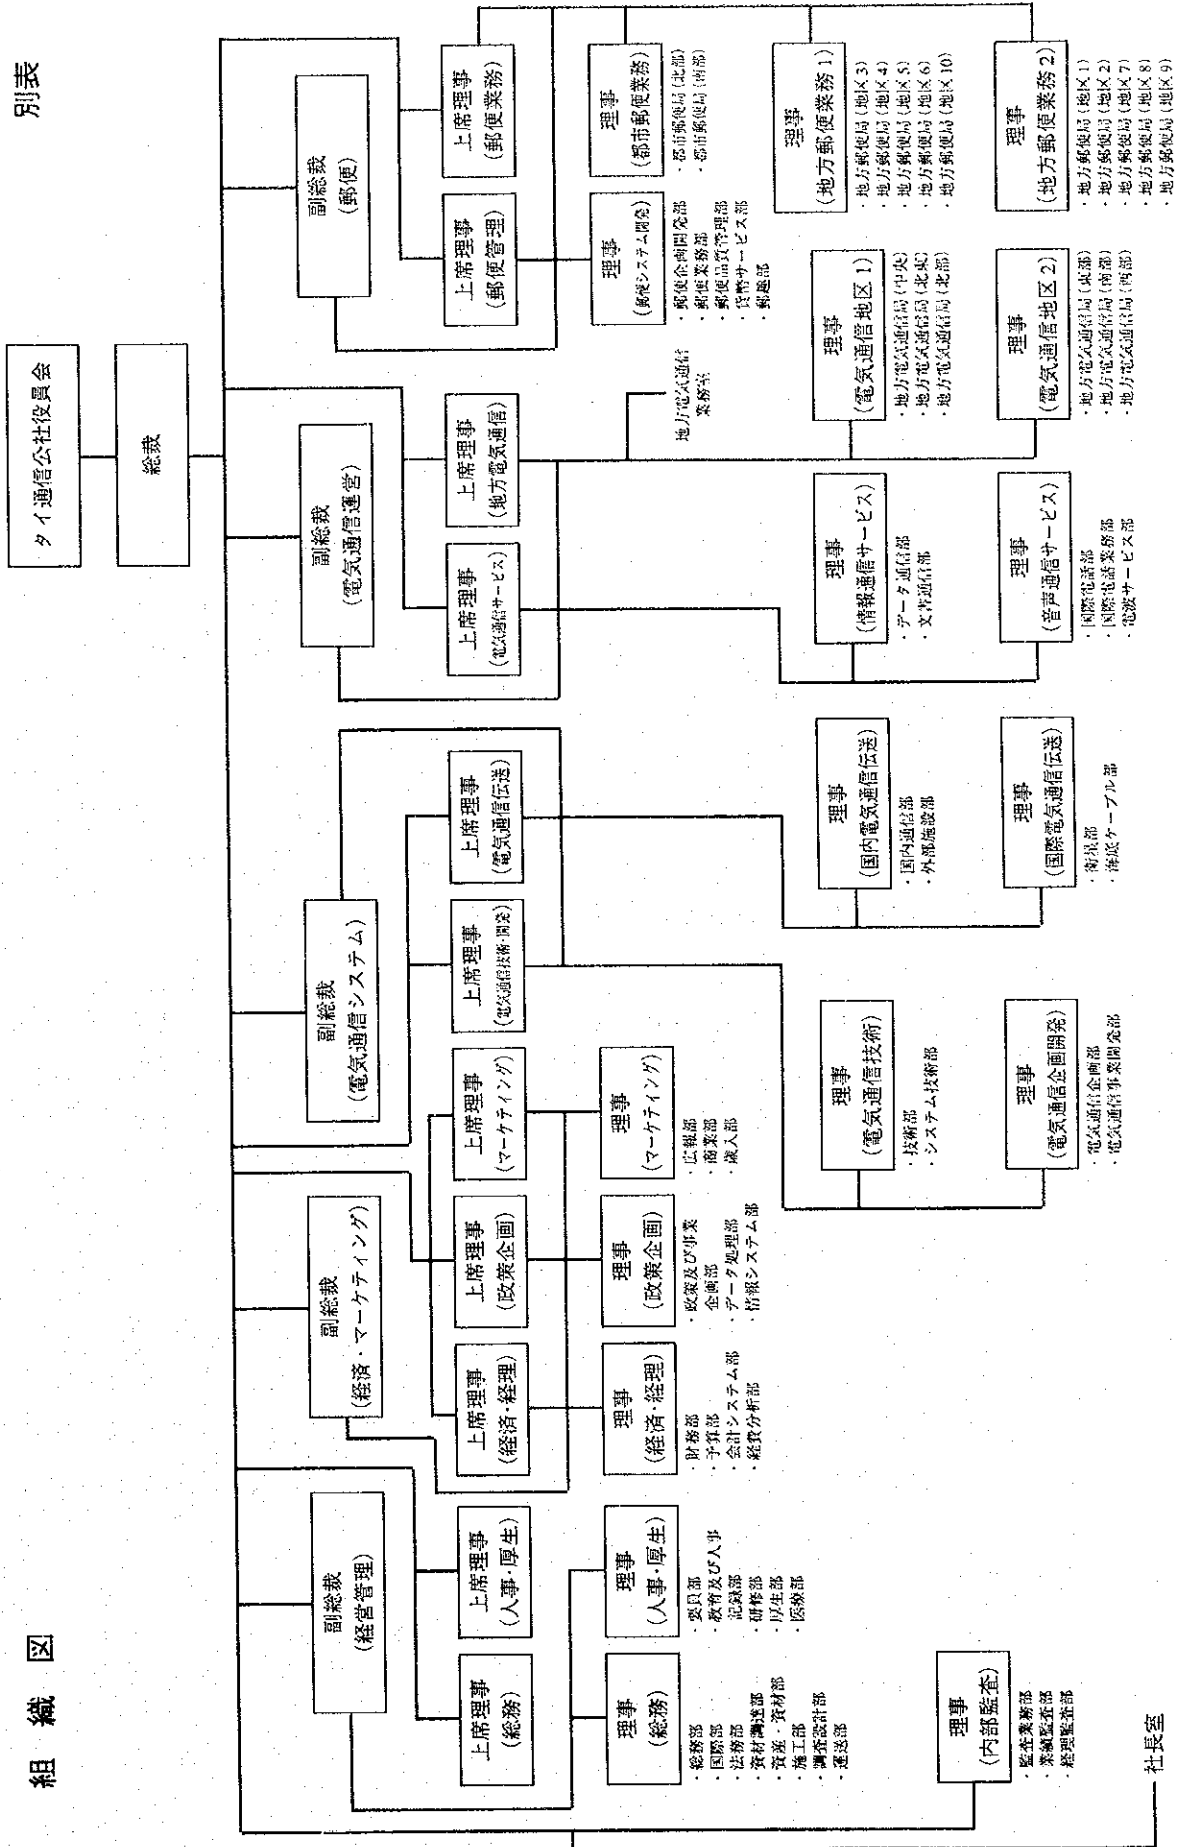 別表
組織図
タイ通信公社役員会
総裁
副総裁
(経営管理)
副総裁
(経済・マーケティング)
副総裁
(電気通信システム)
副総裁
(電気通信運営)
副総裁
(郵便)
上席理事
(総務)
上席理事
(人事・厚生)
上席理事
(経済・経理)
上席理事
(政策企画)
上席理事
(マーケティング)
上席理事
(電気通信技術・開発)
上席理事
(電気通信伝送)
上席理事
(電気通信サービス)
上席理事
(地方電気通信)
上席理事
(郵便管理)
上席理事
(郵便業務)
理事
(総務)
・総務部
・国際部
・法務部
・資材調達部
・資産・資材部
・施工部
・調査設計部
・運送部
理事
(人事・厚生)
・要員部
・教育及び人事
記録部
・研修部
・厚生部
・医療部
理事
(経済・経理)
・財務部
・予算部
・会計システム部
・経費分析部
理事
(政策企画)
・政策及び事業
企画部
・データ処理部
・情報システム部
理事
(マーケティング)
・広報部
・商業部
・歳入部
地方電気通信
業務室
理事
(郵便システム開発)
・郵便企画開発部
・郵便業務部
・郵便品質管理部
・貨幣サービス部
・郵趣部
理事
(都市郵便業務)
・都市郵便局(北部)
・都市郵便局(南部)
理事
(電気通信技術)
・技術部
・システム技術部
理事
(国内電気通信伝送)
・国内通信部
・外部施設部
理事
(情報通信サービス)
・データ通信部
・文書通信部
理事
(電気通信地区1)
・地方電気通信局(中央)
・地方電気通信局(北東)
・地方電気通信局(北部)
理事
(地方郵便業務1)
・地方郵便局(地区3)
・地方郵便局(地区4)
・地方郵便局(地区5)
・地方郵便局(地区6)
・地方郵便局(地区10)
理事
(内部監査)
・監査業務部
・業績監査部
・経理監査部
理事
(電気通信企画開発)
・電気通信企画部
・電気通信事業開発部
理事
(国際電気通信伝送)
・衛星部
・海底ケーブル部
理事
(音声通信サービス)
・国際電話部
・国際電話業務部
・電波サービス部
理事
(電気通信地区2)
・地方電気通信局(東部)
・地方電気通信局(南部)
・地方電気通信局(西部)
理事
(地方郵便業務2)
・地方郵便局(地区1)
・地方郵便局(地区2)
・地方郵便局(地区7)
・地方郵便局(地区8)
・地方郵便局(地区9)
社長室